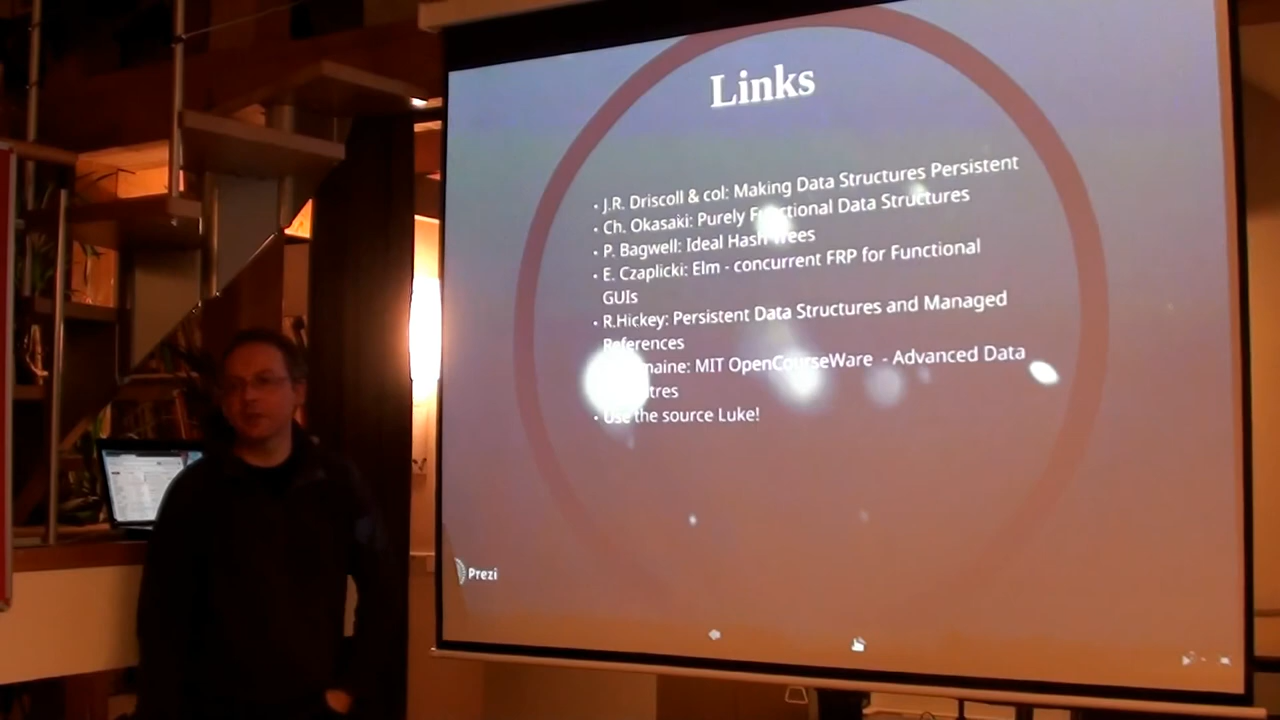 Links
• J.R. Driscoll & col: Making Data Structures Persistent
• Ch. Okasaki: Purely Functional Data Structures
• P. Bagwell: Ideal Hash Trees
• E. Czaplicki: Elm - concurrent FRP for Functional
GUIs
• R.Hickey: Persistent Data Structures and Managed
References
MIT OpenCourseWare - Advanced Data
• Use the source Luke!
Prezi